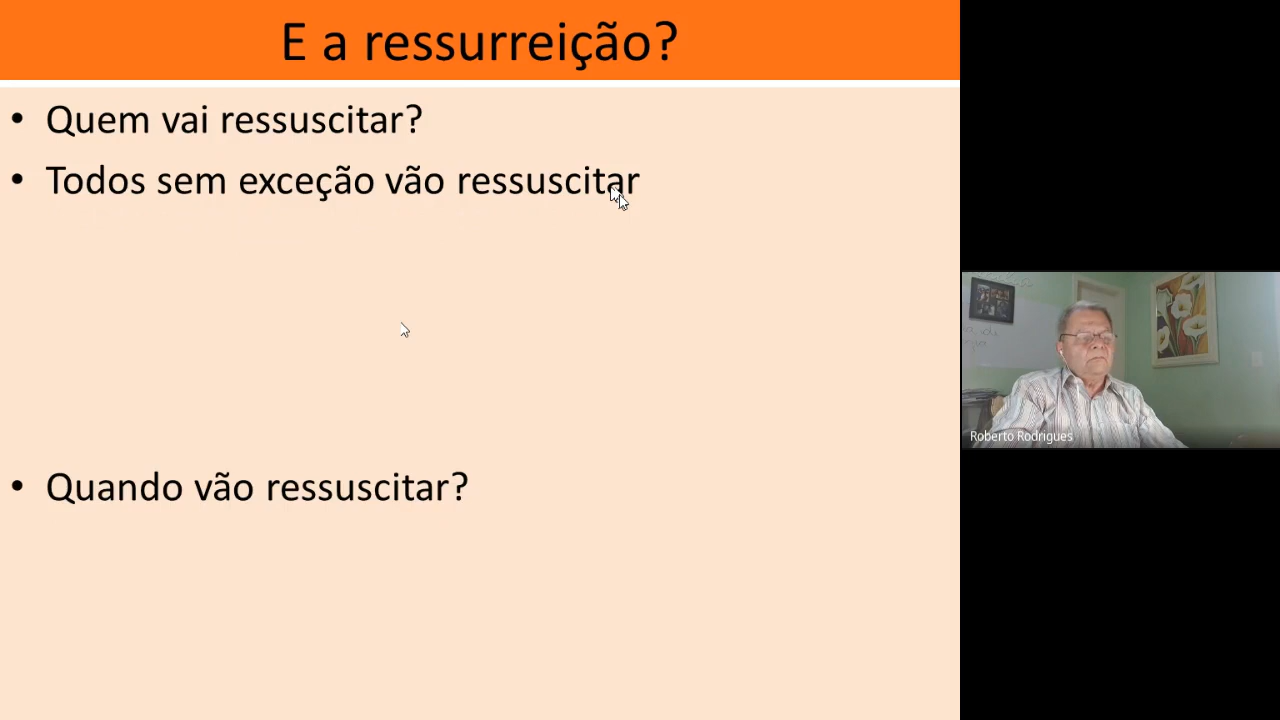 E a ressurreição?
• Quem vai ressuscitar?
• Todos sem exceção vão ressuscitar
• Quando vão ressuscitar?
Roberto Rodrigues